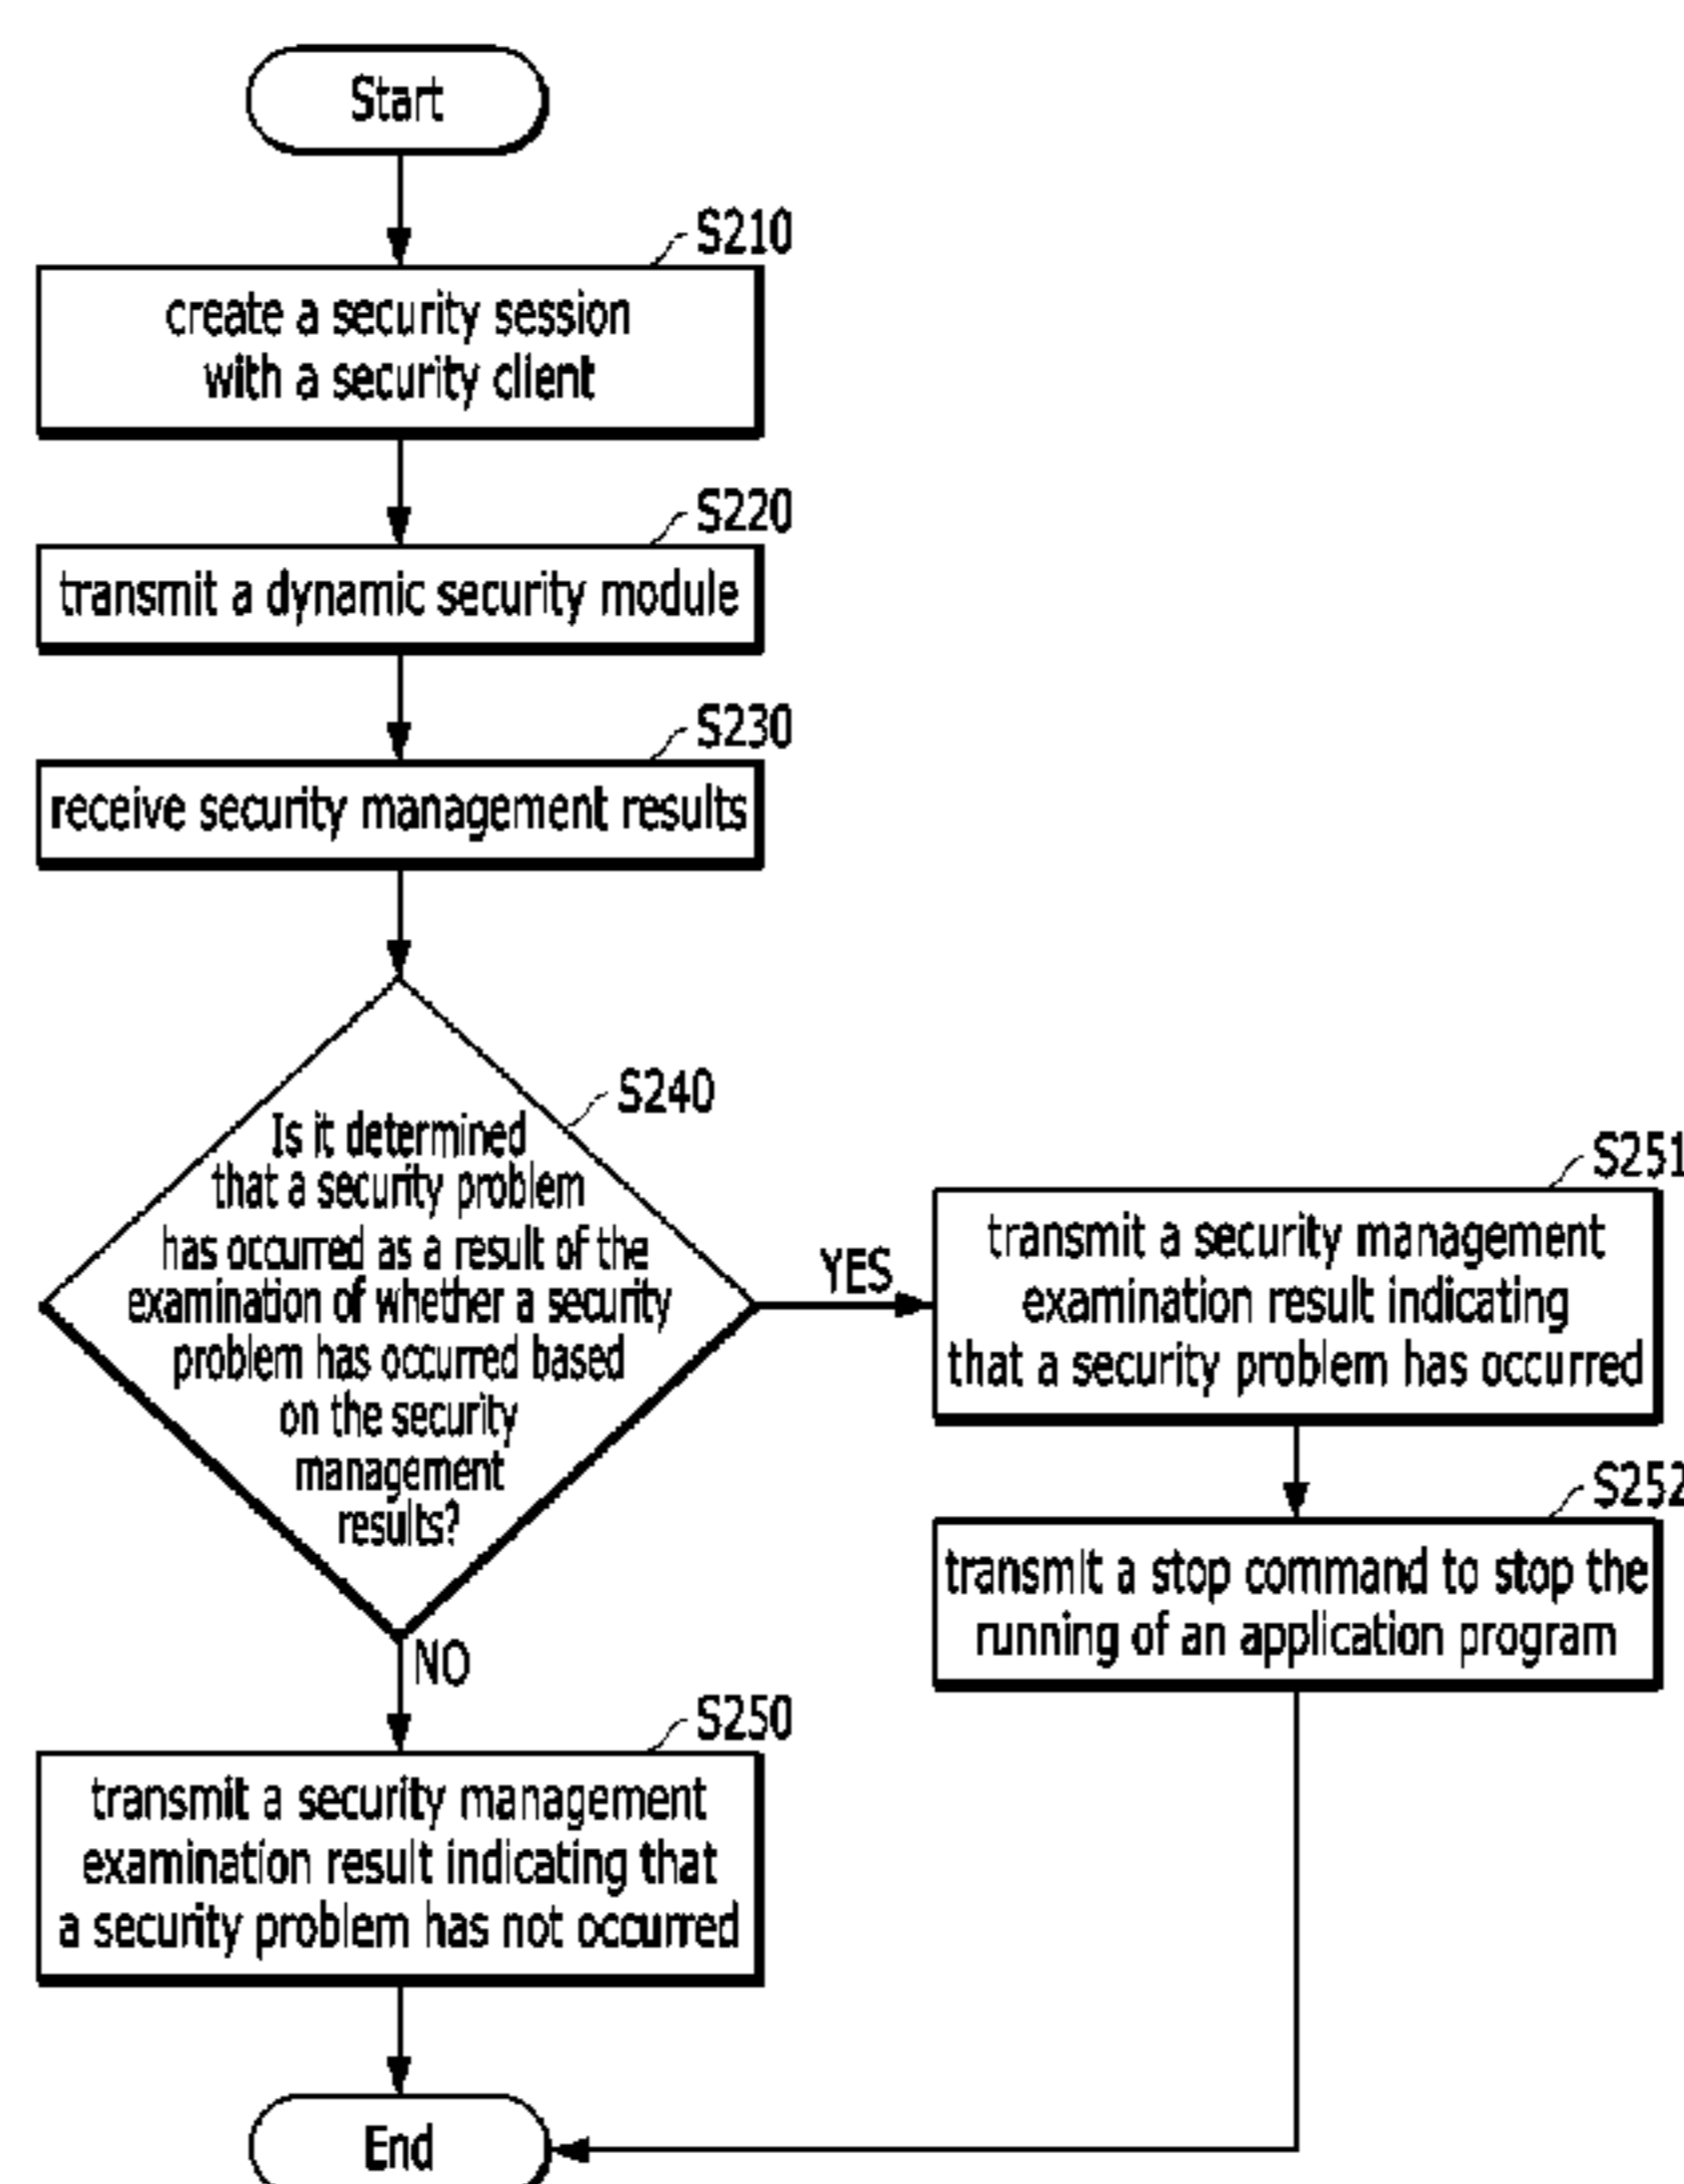 Start
S210
create a security session
with a security client
S220
transmit a dynamic security module
S230
receive security management results
S240
Is it determined
that a security problem
has occurred as a result of the
examination of whether a security
problem has occurred based
on the security
management
results?
YES
S251
transmit a security management
examination result indicating
that a security problem has occurred
S252
transmit a stop command to stop the
running of an application program
NO
S250
transmit a security management
examination result indicating that
a security problem has not occurred
End